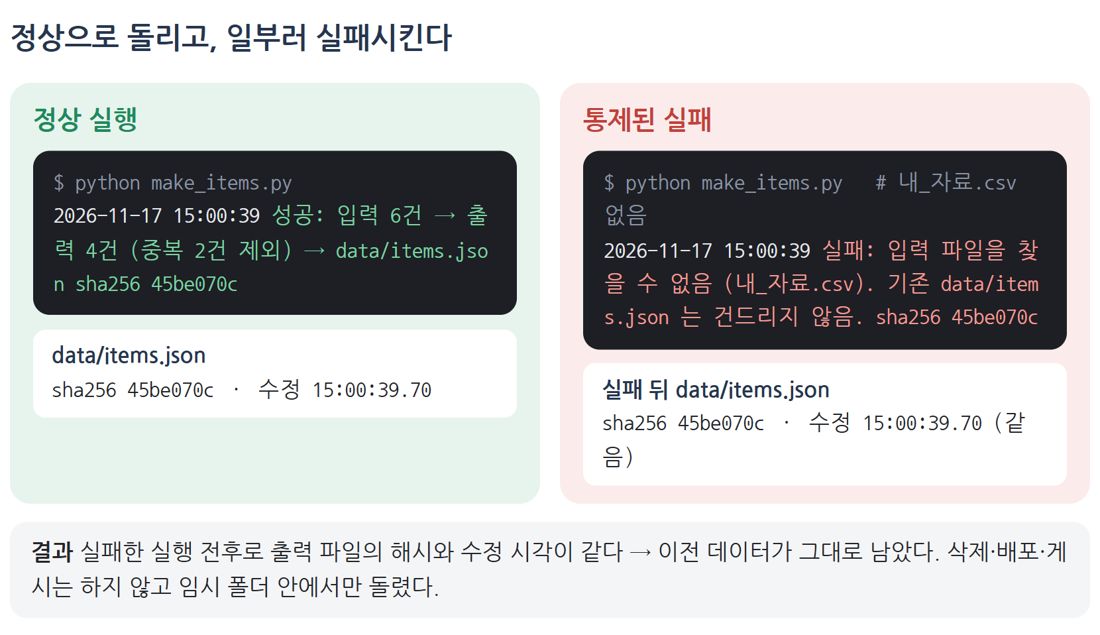 정상으로 돌리고, 일부러 실패시킨다
정상 실행
$ python make_items.py
2026-11-17 15:00:39 성공: 입력 6건 → 출
력 4건 (중복 2건 제외) → data/items.jso
n sha256 45be070c
data/items.json
sha256 45be070c · 수정 15:00:39.70
통제된 실패
$ python make_items.py # 내_자료.csv
없음
2026-11-17 15:00:39 실패: 입력 파일을 찾
을 수 없음 (내_자료.csv). 기존 data/item
s.json 는 건드리지 않음. sha256 45be070c
실패 뒤 data/items.json
sha256 45be070c · 수정 15:00:39.70 (같
음)
결과 실패한 실행 전후로 출력 파일의 해시와 수정 시각이 같다 → 이전 데이터가 그대로 남았다. 삭제·배포·게
시는 하지 않고 임시 폴더 안에서만 돌렸다.